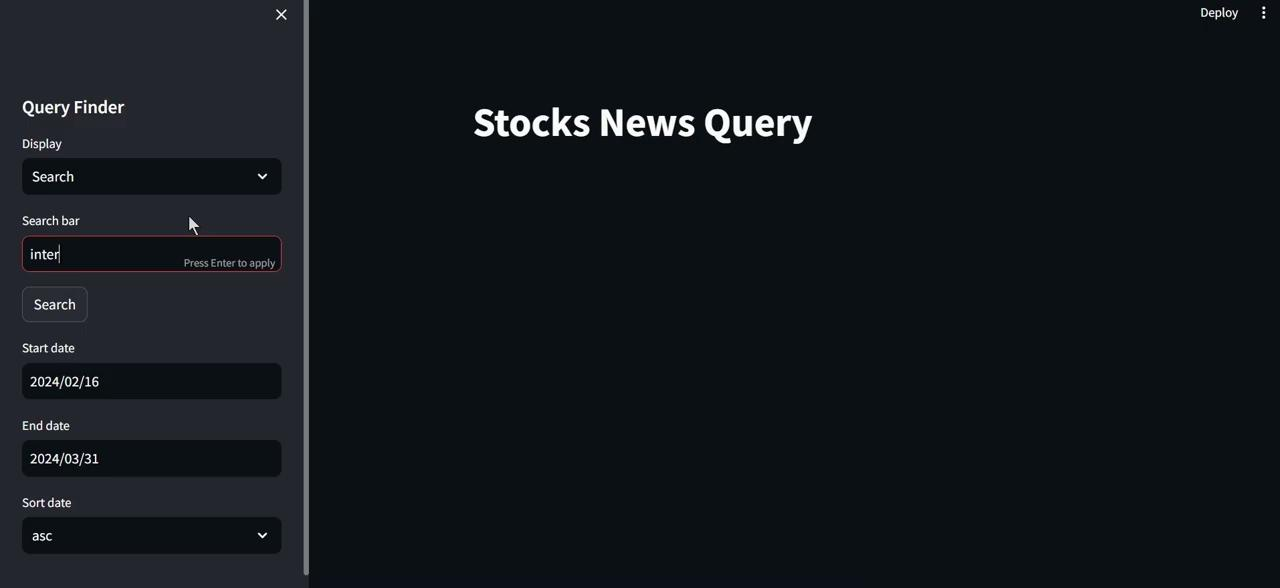 Deploy
Query Finder
Display
Search
Search bar
inter
Press Enter to apply
Search
Start date
2024/02/16
End date
2024/03/31
Sort date
asc
Stocks News Query